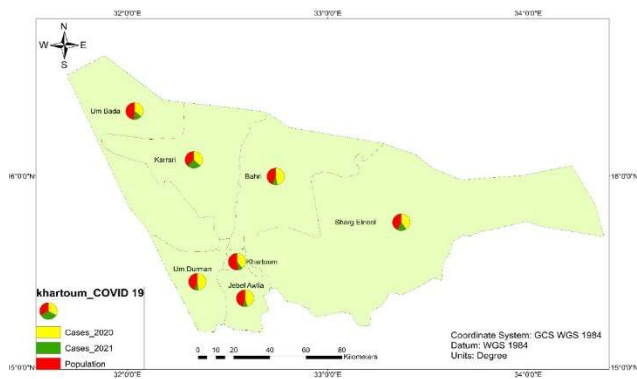 32°0'0"E 33°0'0"E 34°0'0"E
N
W E
S
Um Bada
Karrari
Bahri
16°0'0"N 16°0'0"N
Sharg Elneel
Khartoum
Um Durman
Jebel Awlia
khartoum_COVID 19
Cases_2020
Cases_2021
Population
0 5 10 20 40 60 80
Kilometers
Coordinate System: GCS WGS 1984
Datum: WGS 1984
Units: Degree
15°0'0"N 15°0'0"N
32°0'0"E 33°0'0"E 34°0'0"E